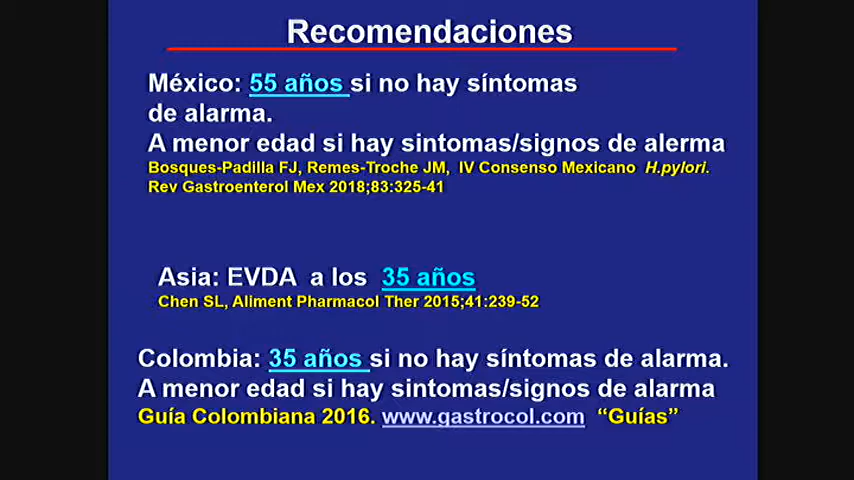 Recomendaciones
México: 55 años si no hay síntomas
de alarma.
A menor edad si hay sintomas/signos de alerma
Bosques-Padilla FJ, Remes-Troche JM, IV Consenso Mexicano H.pylori.
Rev Gastroenterol Mex 2018;83:325-41
Asia: EVDA a los 35 años
Chen SL, Aliment Pharmacol Ther 2015;41:239-52
Colombia: 35 años si no hay síntomas de alarma.
A menor edad si hay sintomas/signos de alarma
Guía Colombiana 2016. www.gastrocol.com “Guías”